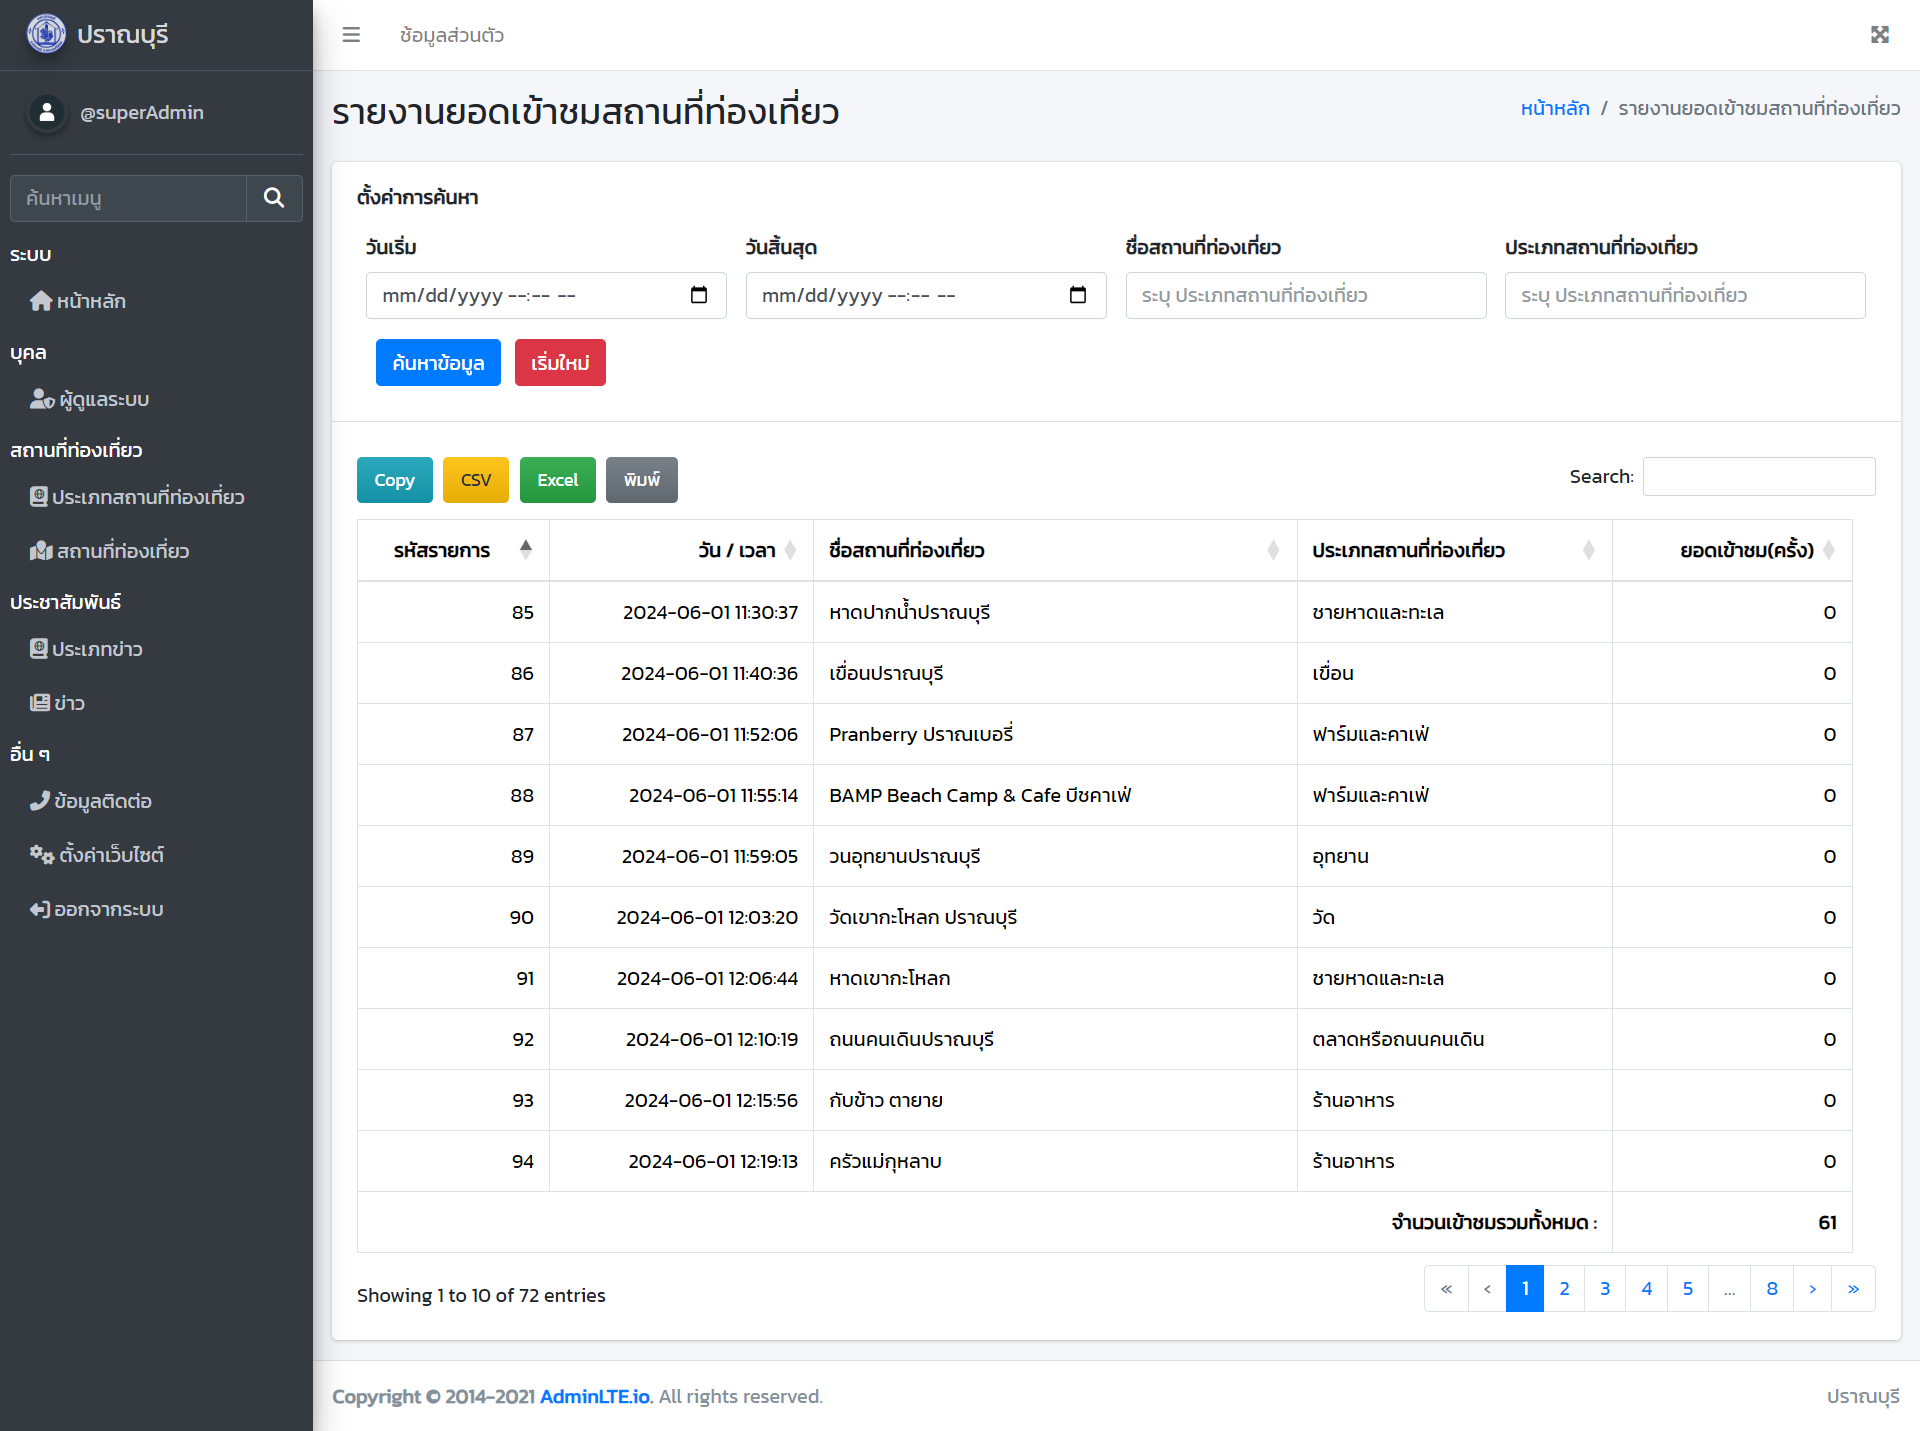 ปราณบุรี
ช้อมูลส่วนตัว
@superAdmin
ค้นหาเมนู
ระบบ
หน้าหลัก
บุคล
ผู้ดูแลระบบ
สถานที่ท่องเที่ยว
ประเภทสถานที่ท่องเที่ยว
สถานที่ท่องเที่ยว
ประชาสัมพันธ์
ประเภทข่าว
ข่าว
อื่น ๆ
ข้อมูลติดต่อ
ตั้งค่าเว็บไซต์
ออกจากระบบ
รายงานยอดเข้าชมสถานที่ท่องเที่ยว
หน้าหลัก / รายงานยอดเข้าชมสถานที่ท่องเที่ยว
ตั้งค่าการค้นหา
วันเริ่ม วันสิ้นสุด ชื่อสถานที่ท่องเที่ยว ประเภทสถานที่ท่องเที่ยว
mm/dd/yyyy --:-- -- mm/dd/yyyy --:-- -- ระบุ ประเภทสถานที่ท่องเที่ยว ระบุ ประเภทสถานที่ท่องเที่ยว
ค้นหาข้อมูล เริ่มใหม่
Copy CSV Excel พิมพ์ Search:
รหัสรายการ วัน / เวลา ชื่อสถานที่ท่องเที่ยว ประเภทสถานที่ท่องเที่ยว ยอดเข้าชม(ครั้ง)
85 2024-06-01 11:30:37 หาดปากน้ำปราณบุรี ชายหาดและทะเล 0
86 2024-06-01 11:40:36 เขื่อนปราณบุรี เขื่อน 0
87 2024-06-01 11:52:06 Pranberry ปราณเบอรี่ ฟาร์มและคาเฟ่ 0
88 2024-06-01 11:55:14 BAMP Beach Camp & Cafe บีชคาเฟ่ ฟาร์มและคาเฟ่ 0
89 2024-06-01 11:59:05 วนอุทยานปราณบุรี อุทยาน 0
90 2024-06-01 12:03:20 วัดเขากะโหลก ปราณบุรี วัด 0
91 2024-06-01 12:06:44 หาดเขากะโหลก ชายหาดและทะเล 0
92 2024-06-01 12:10:19 ถนนคนเดินปราณบุรี ตลาดหรือถนนคนเดิน 0
93 2024-06-01 12:15:56 กับข้าว ตายาย ร้านอาหาร 0
94 2024-06-01 12:19:13 ครัวแม่กุหลาบ ร้านอาหาร 0
จำนวนเข้าชมรวมทั้งหมด : 61
Showing 1 to 10 of 72 entries « ‹ 1 2 3 4 5 ... 8 › »
Copyright © 2014-2021 AdminLTE.io. All rights reserved. ปราณบุรี